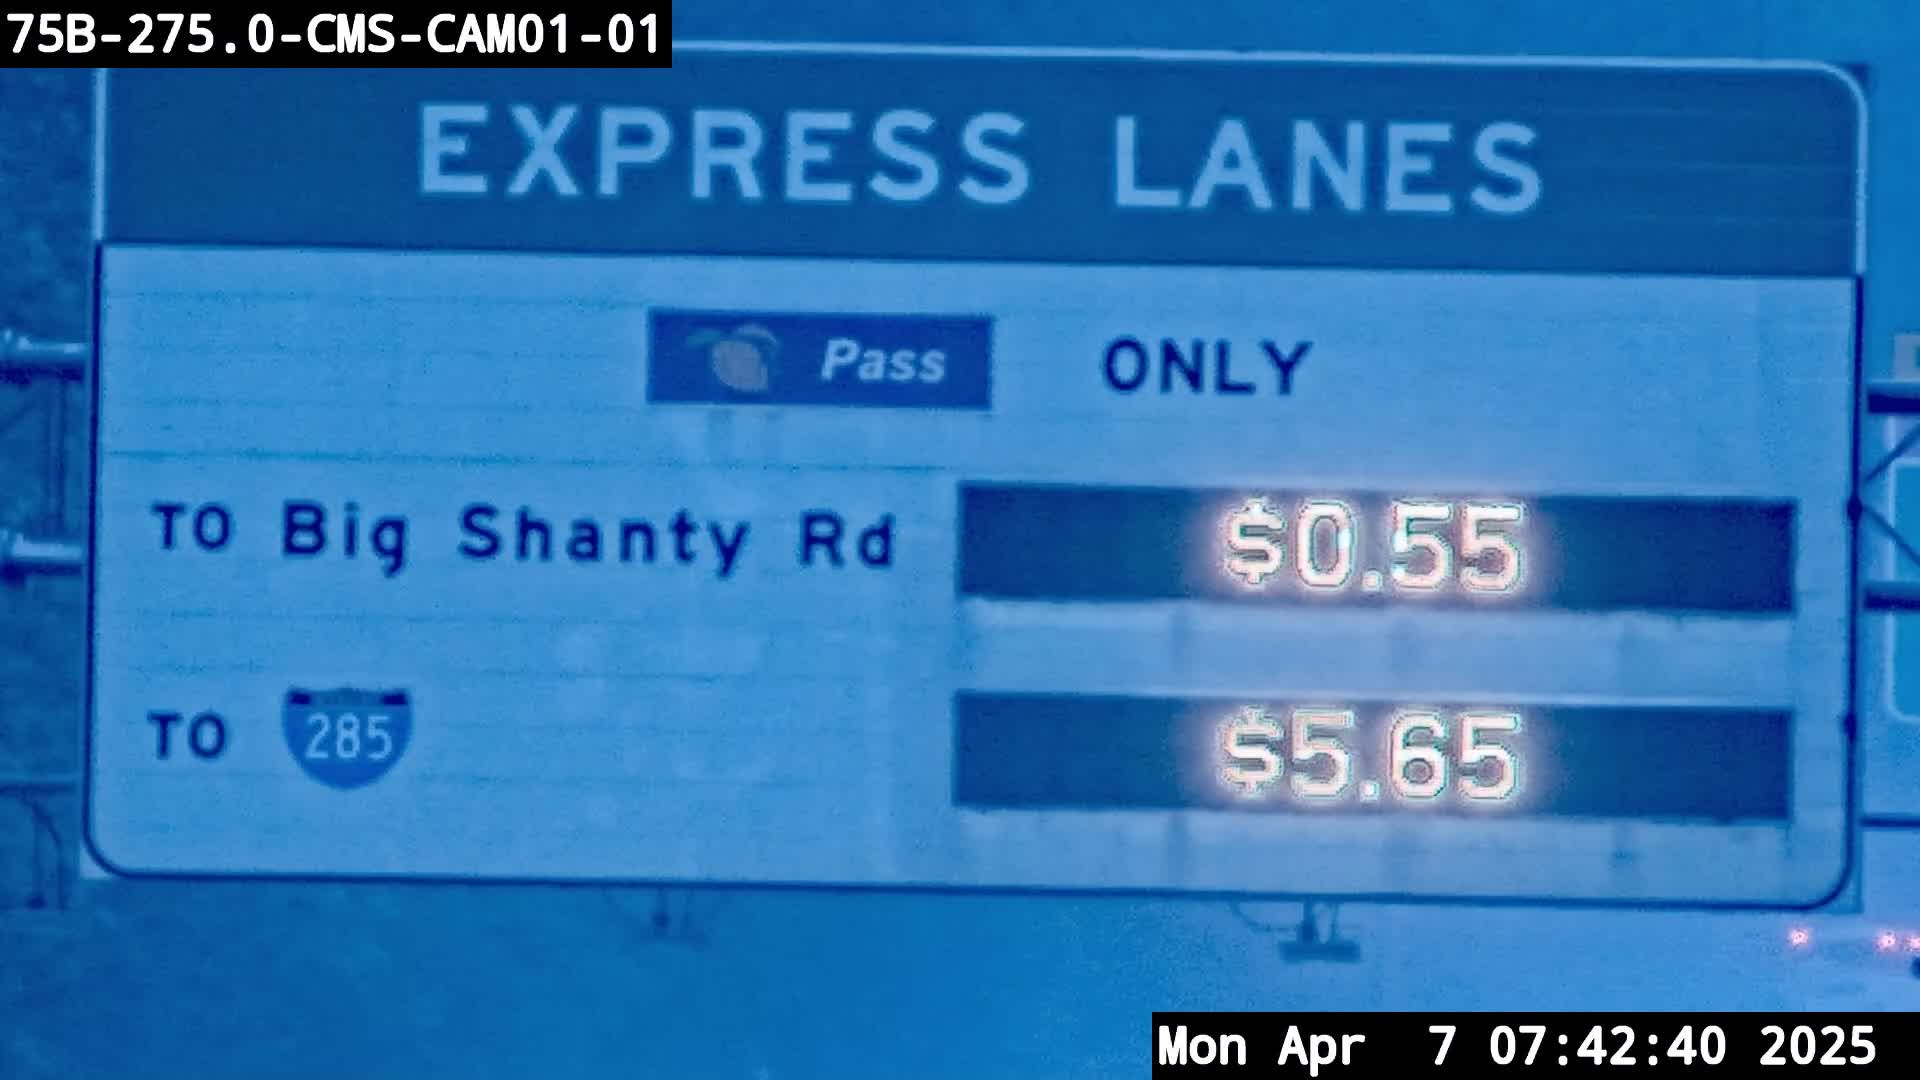 75B-275.0-CMS-CAM01-01
EXPRESS LANES
Pass ONLY
TO Big Shanty Rd $0.55
TO 285 $5.65
Mon Apr 7 07:42:40 2025